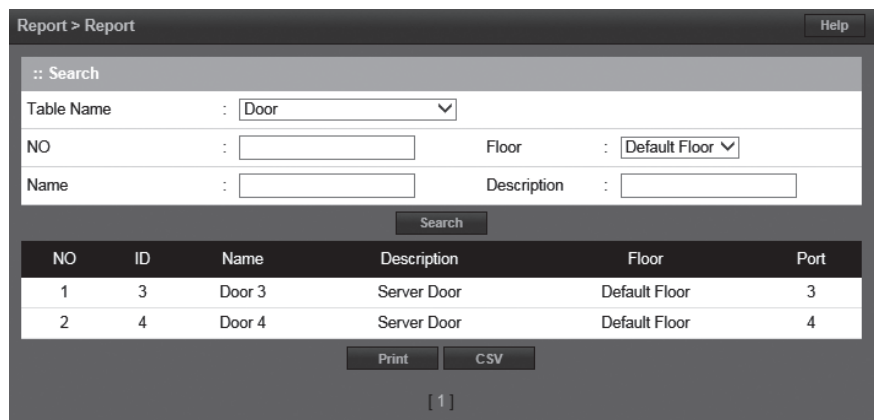 Report > Report Help
:: Search
Table Name : Door
NO : Floor : Default Floor
Name : Description :
Search
NO ID Name Description Floor Port
1 3 Door 3 Server Door Default Floor 3
2 4 Door 4 Server Door Default Floor 4
Print CSV
[ 1 ]